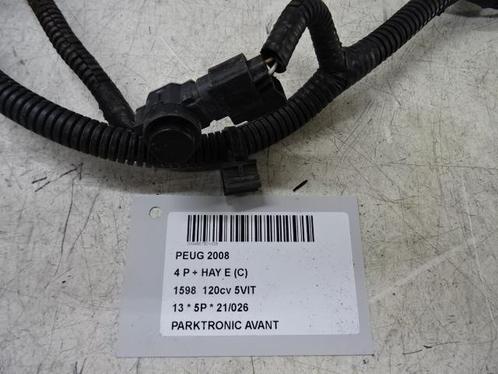 PEUG 2008
4 P + HAY E (C)
1598 120cv 5VIT
13 * 5P * 21/026
PARKTRONIC AVANT